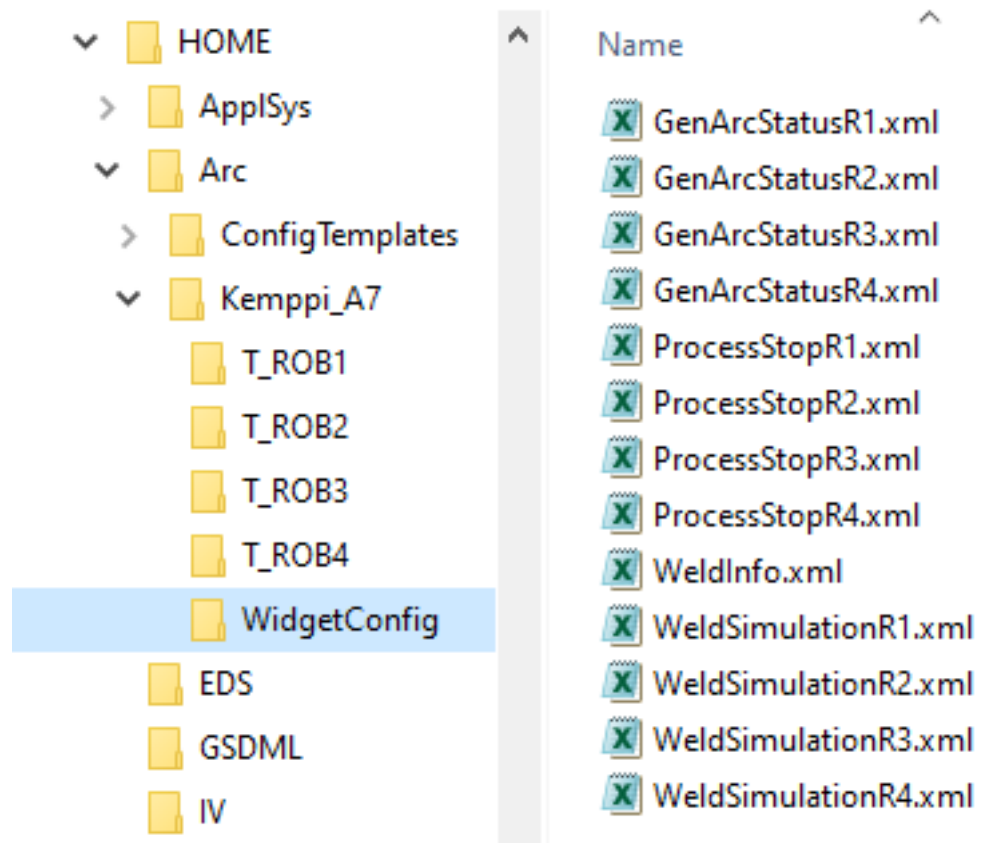 HOME
ApplSys
Arc
ConfigTemplates
Kemppi_A7
T_ROB1
T_ROB2
T_ROB3
T_ROB4
WidgetConfig
EDS
GSDML
IV
Name
GenArcStatusR1.xml
GenArcStatusR2.xml
GenArcStatusR3.xml
GenArcStatusR4.xml
ProcessStopR1.xml
ProcessStopR2.xml
ProcessStopR3.xml
ProcessStopR4.xml
WeldInfo.xml
WeldSimulationR1.xml
WeldSimulationR2.xml
WeldSimulationR3.xml
WeldSimulationR4.xml